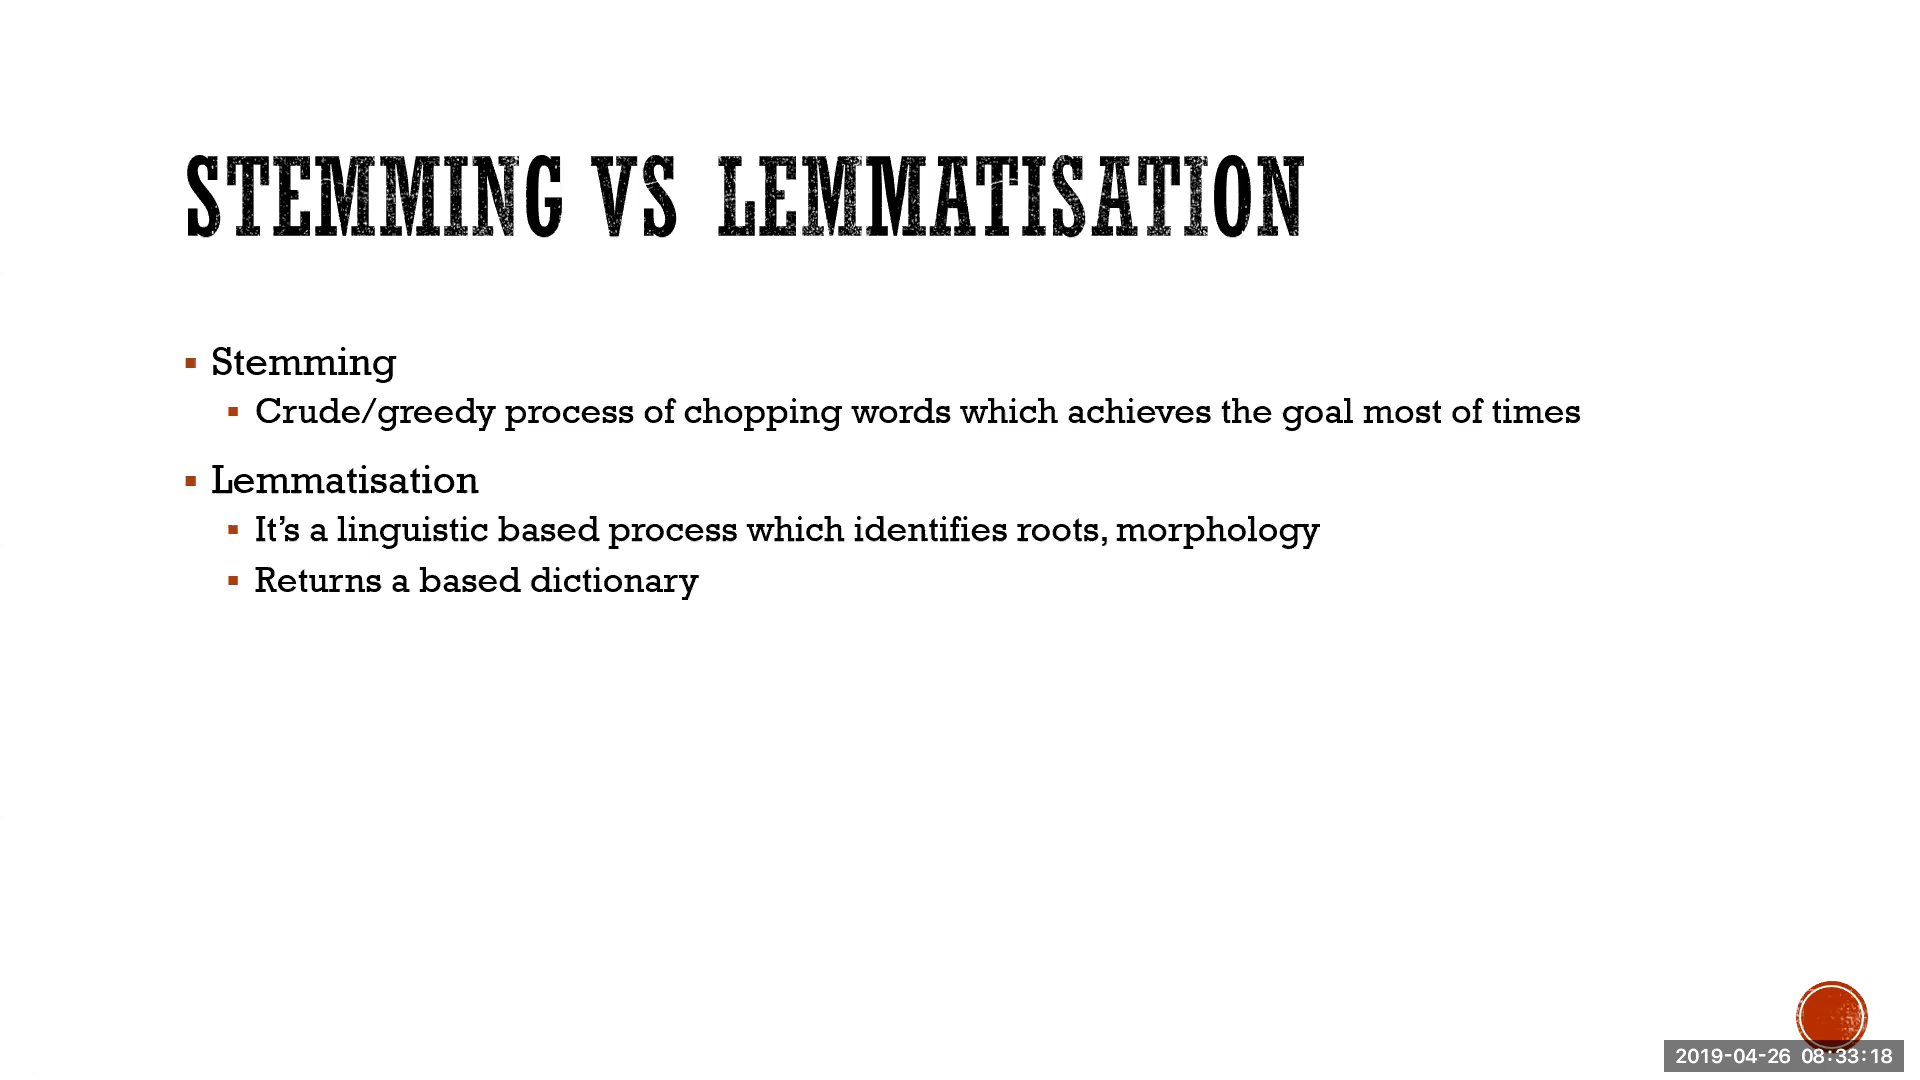 STEMMING VS LEMMATISATION
Stemming
Crude/greedy process of chopping words which achieves the goal most of times
Lemmatisation
It’s a linguistic based process which identifies roots, morphology
Returns a based dictionary
2019-04-26 08:33:18